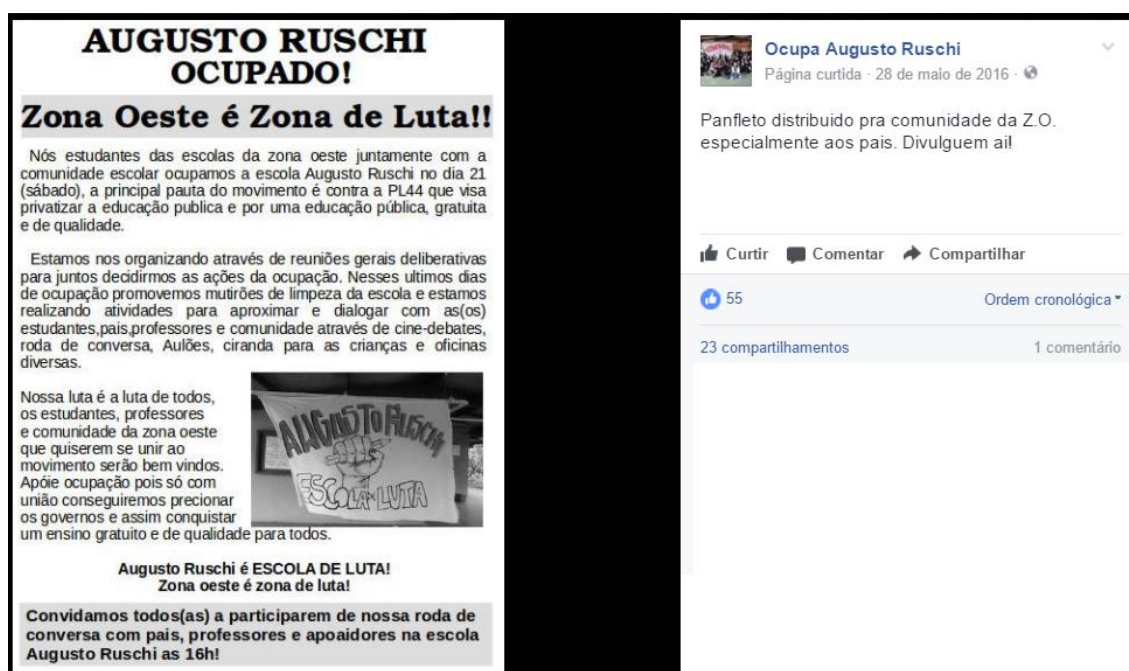 AUGUSTO RUSCHI
OCUPADO!
Zona Oeste é Zona de Luta!!
Nós estudantes das escolas da zona oeste juntamente com a
comunidade escolar ocupamos a escola Augusto Ruschi no dia 21
(sábado), a principal pauta do movimento é contra a PL44 que visa
privatizar a educação publica e por uma educação pública, gratuita
e de qualidade.
Estamos nos organizando através de reuniões gerais deliberativas
para juntos decidirmos as ações da ocupação. Nesses ultimos dias
de ocupação promovemos mutirões de limpeza da escola e estamos
realizando atividades para aproximar e dialogar com as(os)
estudantes,pais,professores e comunidade através de cine-debates,
roda de conversa, Aulões, ciranda para as crianças e oficinas
diversas.
Nossa luta é a luta de todos,
os estudantes, professores
e comunidade da zona oeste
que quiserem se unir ao
movimento serão bem vindos.
Apóie ocupação pois só com
união conseguiremos precionar
os governos e assim conquistar
um ensino gratuito e de qualidade para todos.
AUGUSTO RUSCHI
ESCOLA DE LUTA
Augusto Ruschi é ESCOLA DE LUTA!
Zona oeste é zona de luta!
Convidamos todos(as) a participarem de nossa roda de
conversa com pais, professores e apoaidores na escola
Augusto Ruschi as 16h!
Ocupa Augusto Ruschi
Página curtida · 28 de maio de 2016 ·
Panfleto distribuido pra comunidade da Z.O.
especialmente aos pais. Divulguem ai!
Curtir Comentar Compartilhar
55 Ordem cronológica
23 compartilhamentos 1 comentário